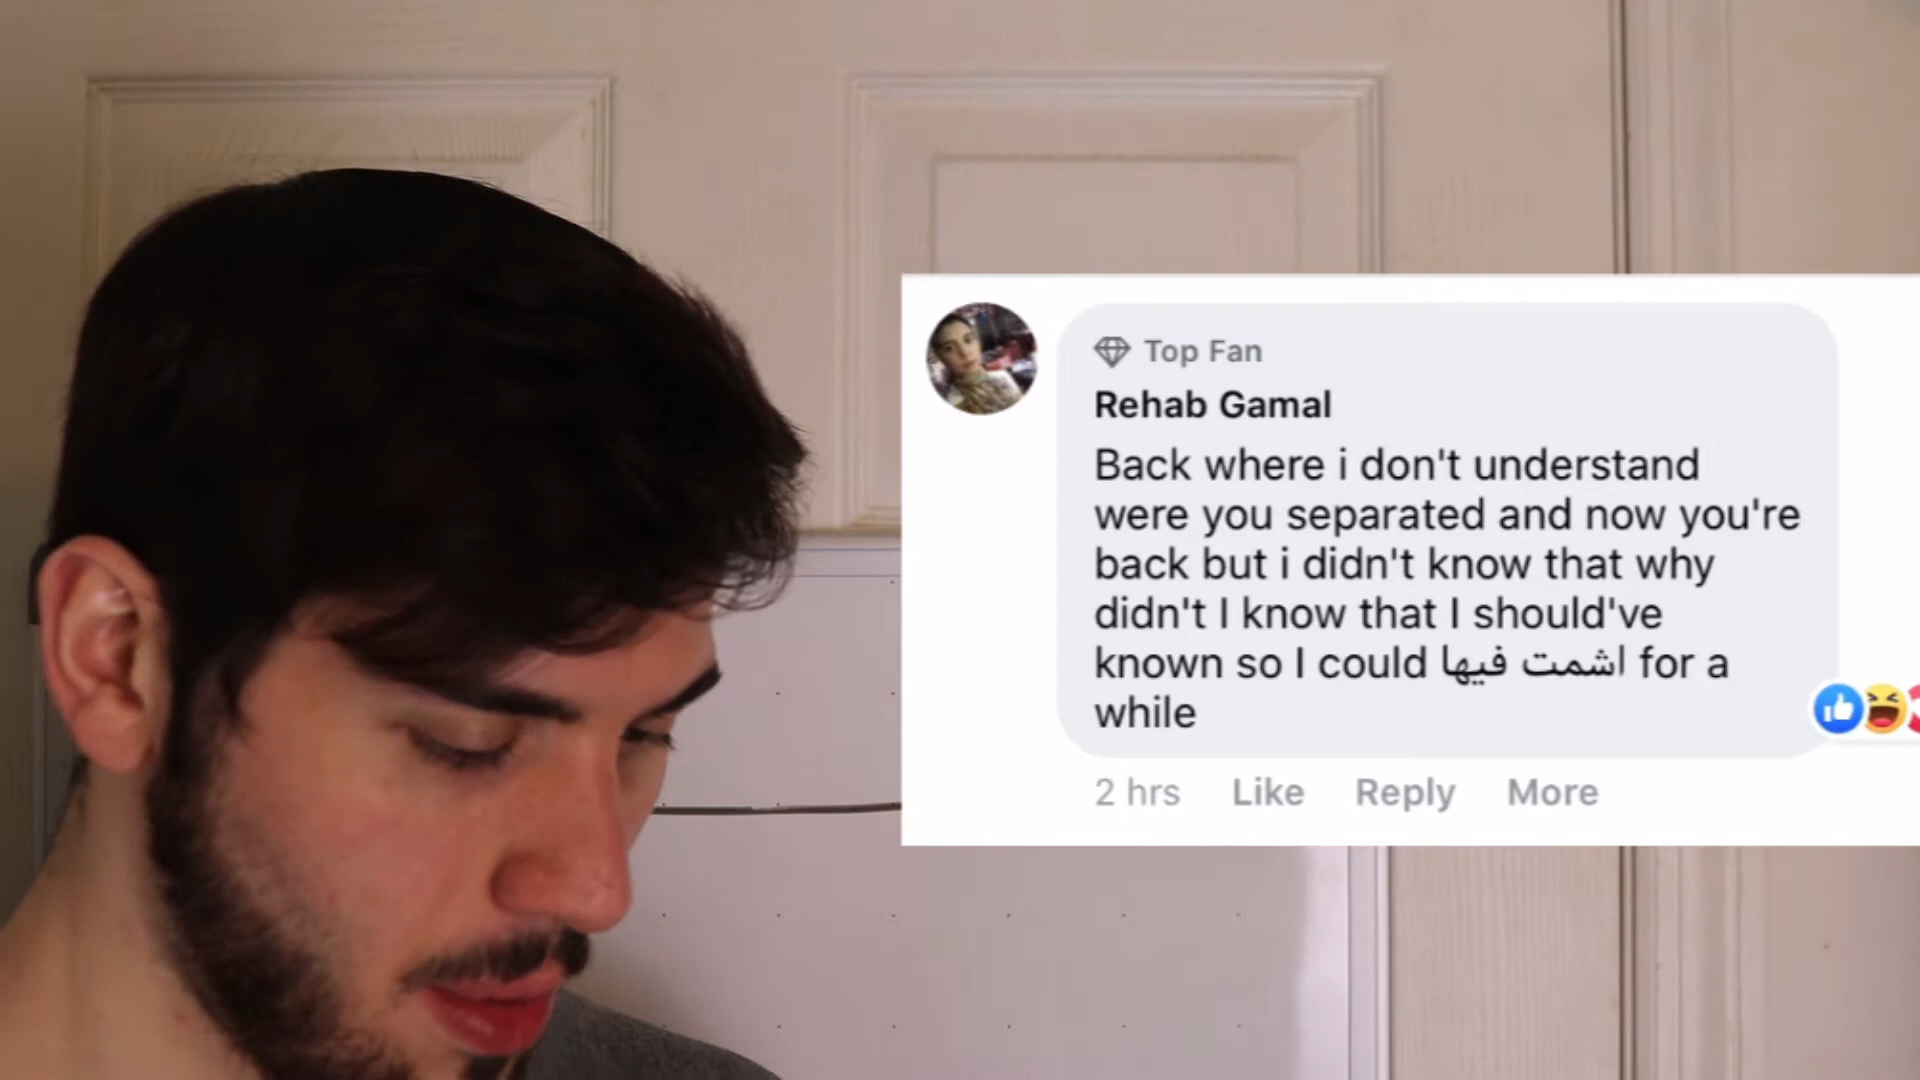 Top Fan
Rehab Gamal
Back where i don't understand
were you separated and now you're
back but i didn't know that why
didn't I know that I should've
known so I could اشمت فيها for a
while
2 hrs Like Reply More